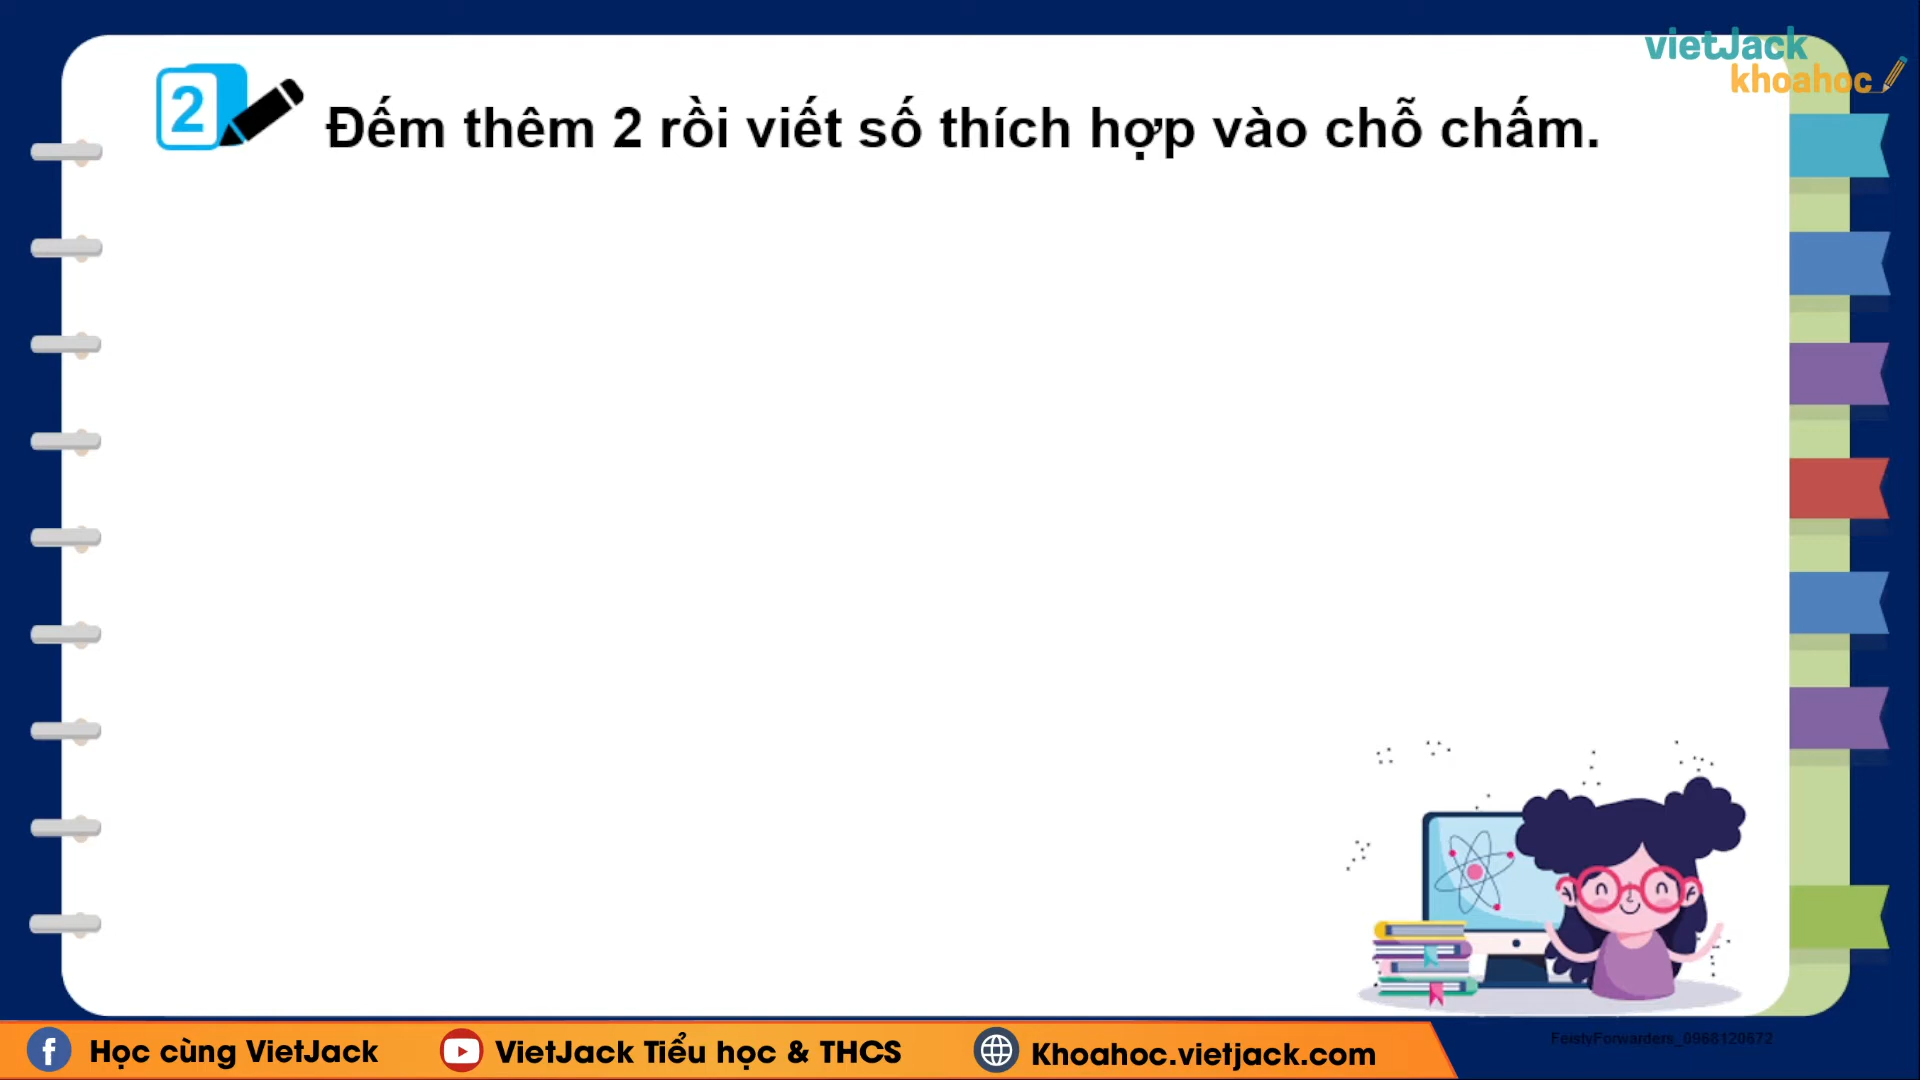 vietJack
khoahoc
2
Đếm thêm 2 rồi viết số thích hợp vào chỗ chấm.
FeistyForwarders_0968120672
Học cùng VietJack
VietJack Tiểu học & THCS
Khoahoc.vietjack.com